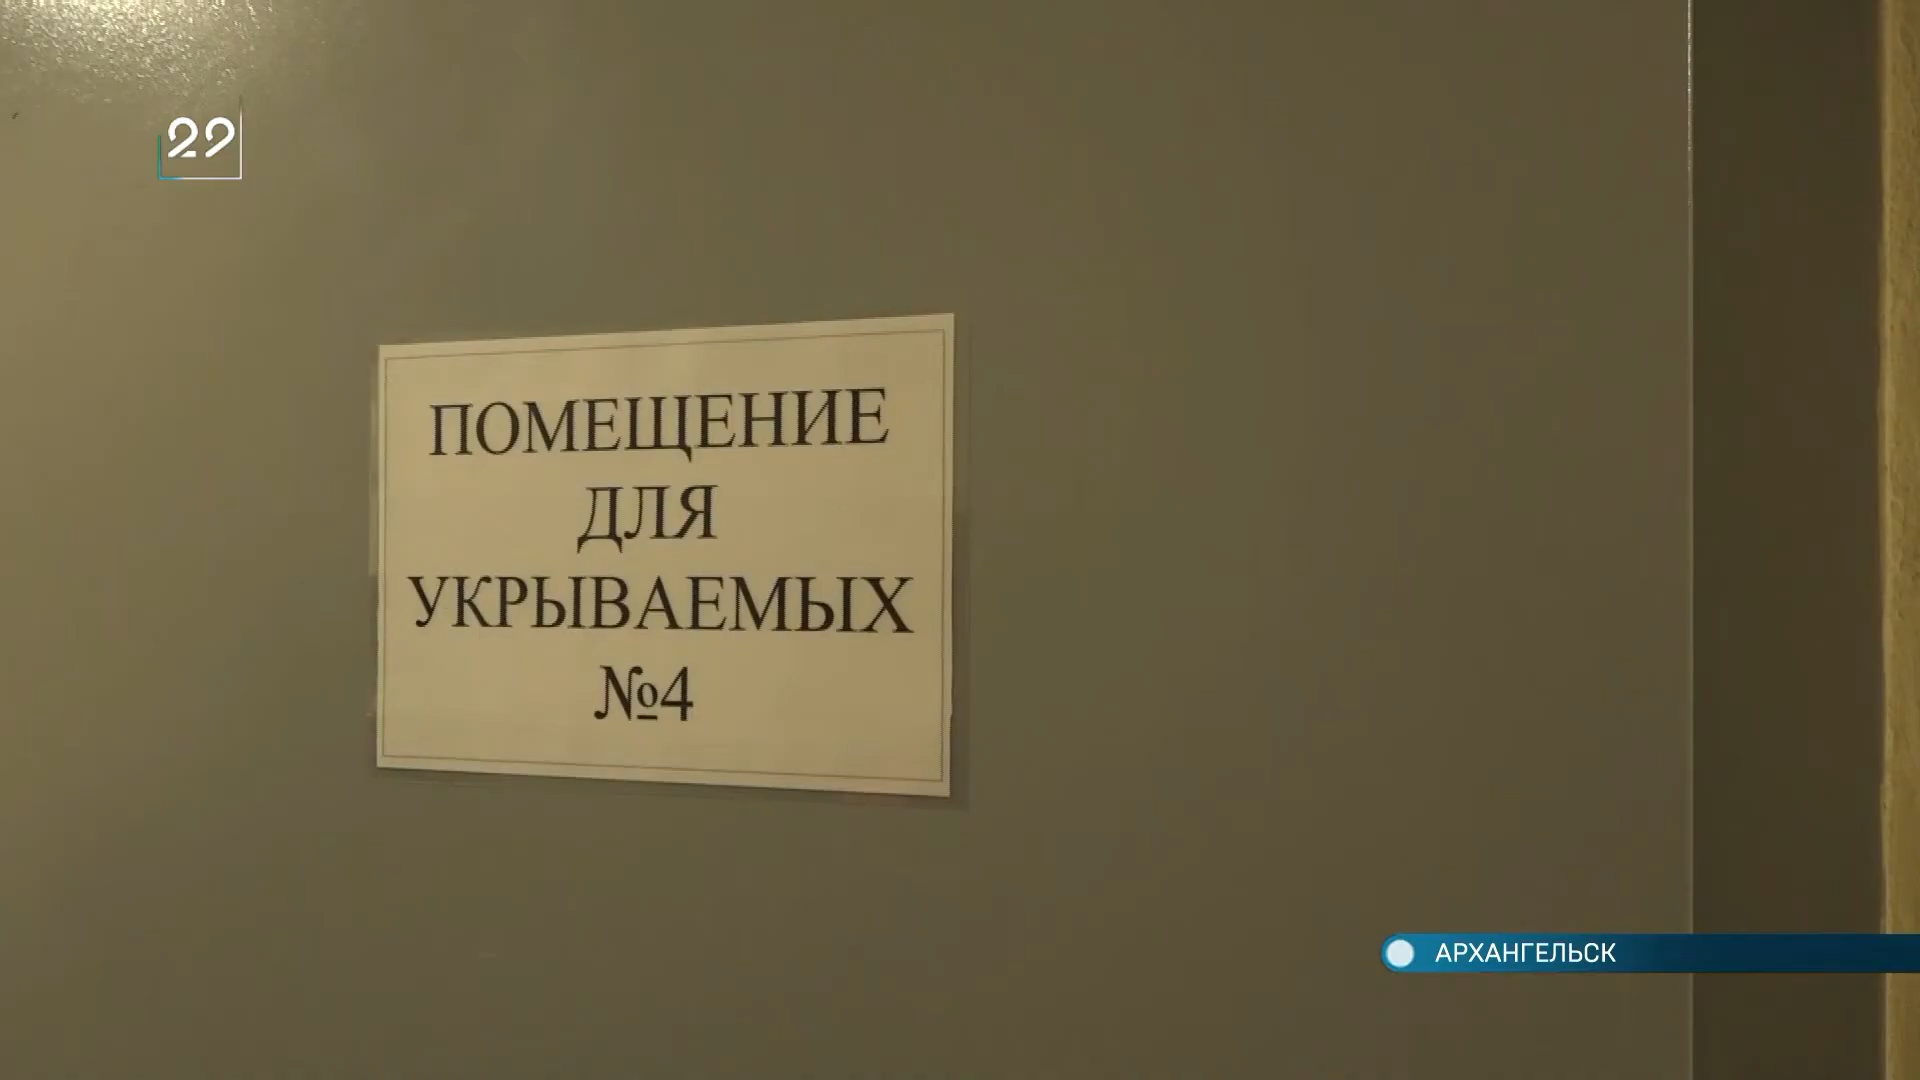 29
ПОМЕЩЕНИЕ
ДЛЯ
УКРЫВАЕМЫХ
№4
АРХАНГЕЛЬСК